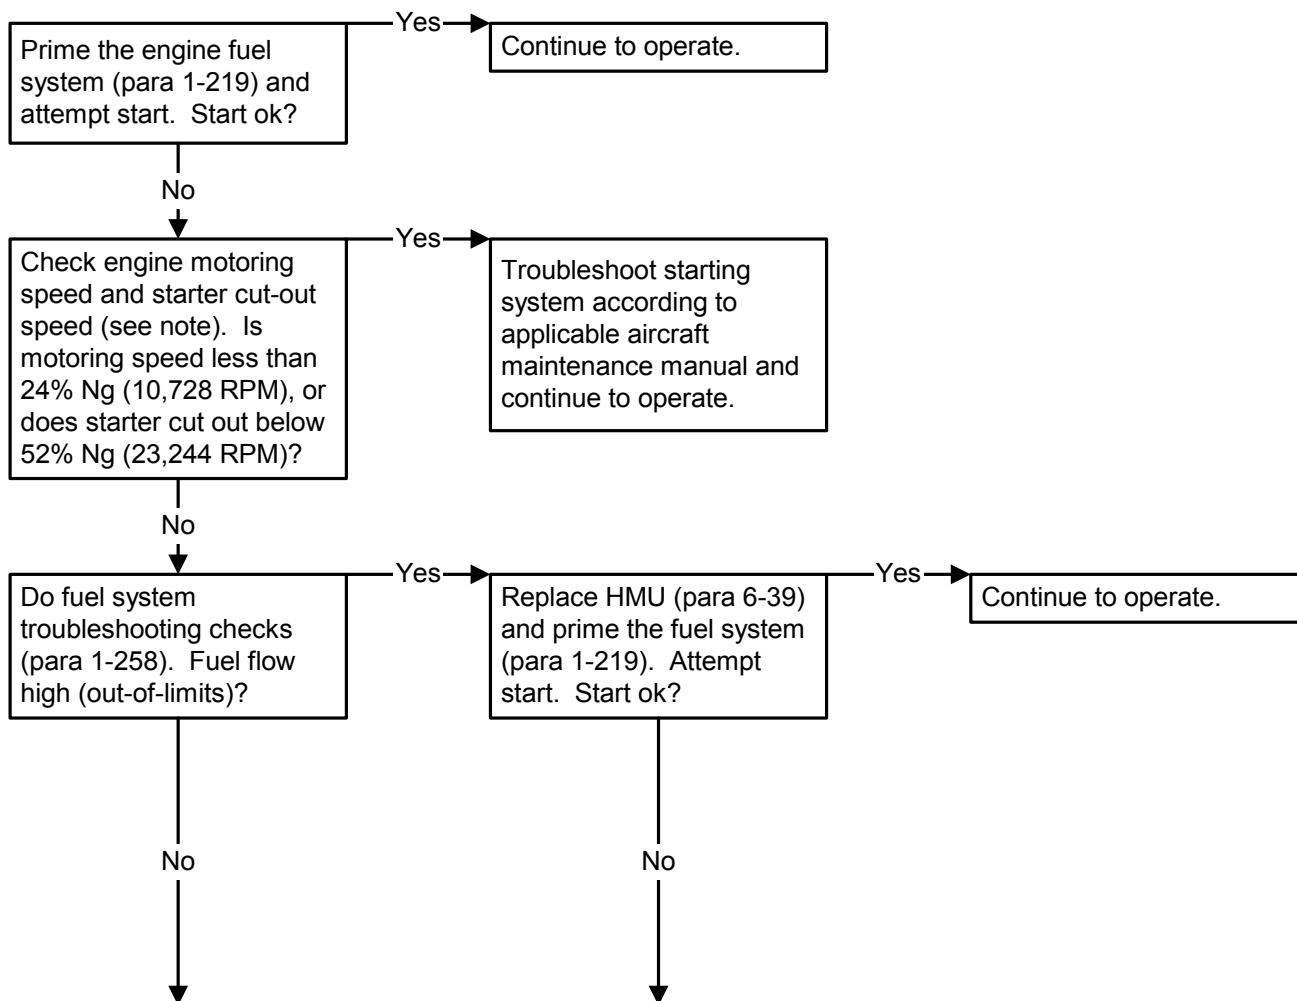 Yes
Prime the engine fuel
system (para 1-219) and
attempt start.  Start ok?
Continue to operate.
No
Yes
Check engine motoring
speed and starter cut-out
speed (see note).  Is
motoring speed less than
24% Ng (10,728 RPM), or
does starter cut out below
52% Ng (23,244 RPM)?
Troubleshoot starting
system according to
applicable aircraft
maintenance manual and
continue to operate.
No
Yes
Yes
Do fuel system
troubleshooting checks
(para 1-258).  Fuel flow
high (out-of-limits)?
Replace HMU (para 6-39)
and prime the fuel system
(para 1-219).  Attempt
start.  Start ok?
Continue to operate.
No
No